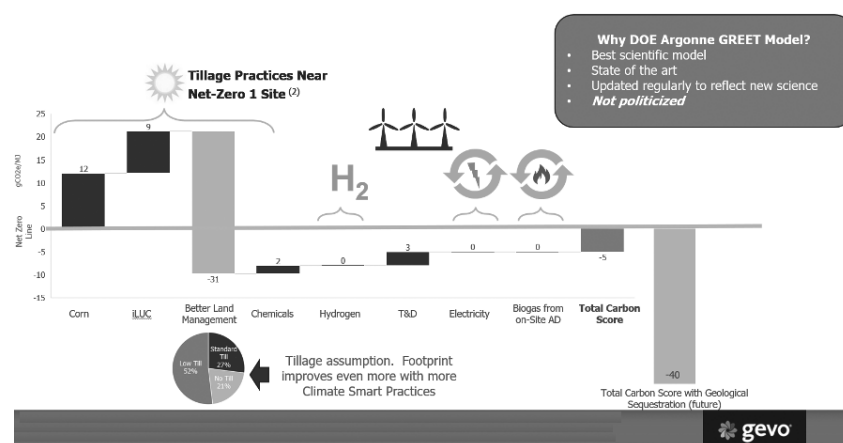 Why DOE Argonne GREET Model?
• Best scientific model
• State of the art
• Updated regularly to reflect new science
• Not politicized
Tillage Practices Near
Net-Zero 1 Site (2)
gCO2e/MJ
Net Zero
Line
25
20
15
10
5
0
-5
-10
-15
12
9
-31
2
0
3
0
0
-5
-40
H2
Corn
iLUC
Better Land
Management
Chemicals
Hydrogen
T&D
Electricity
Biogas from
on-Site AD
Total Carbon
Score
Total Carbon Score with Geological
Sequestration (future)
Standard
Till
27%
Low Till
52%
No Till
21%
Tillage assumption. Footprint
improves even more with more
Climate Smart Practices
gevo